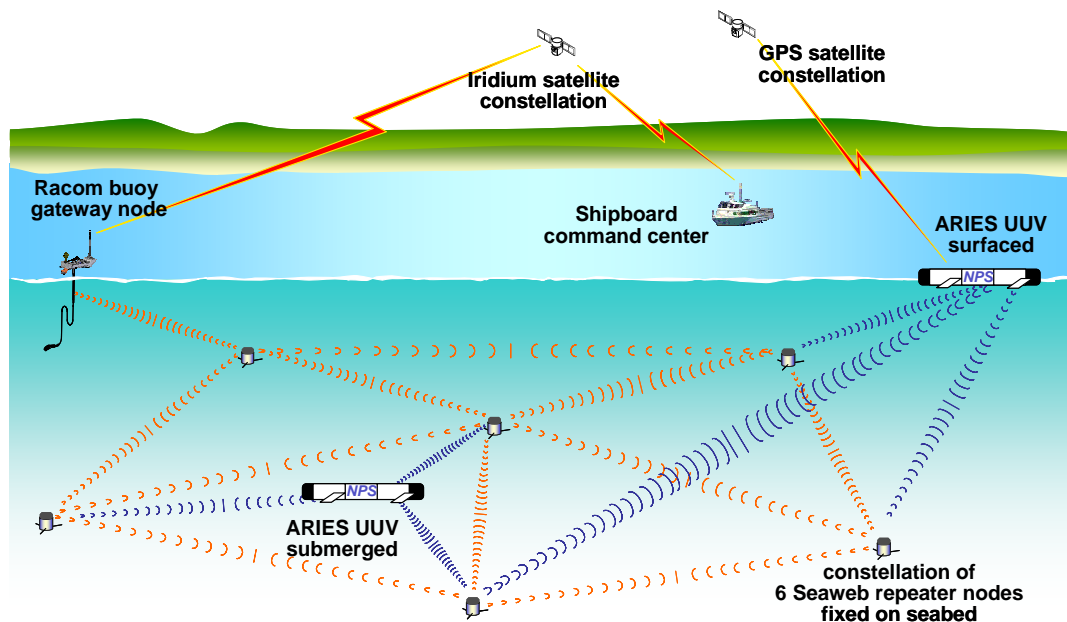 GPS satellite
constellation
Iridium satellite
constellation
Racom buoy
gateway node
Shipboard
command center
ARIES UUV
surfaced
NPS
NPS
ARIES UUV
submerged
constellation of
6 Seaweb repeater nodes
fixed on seabed